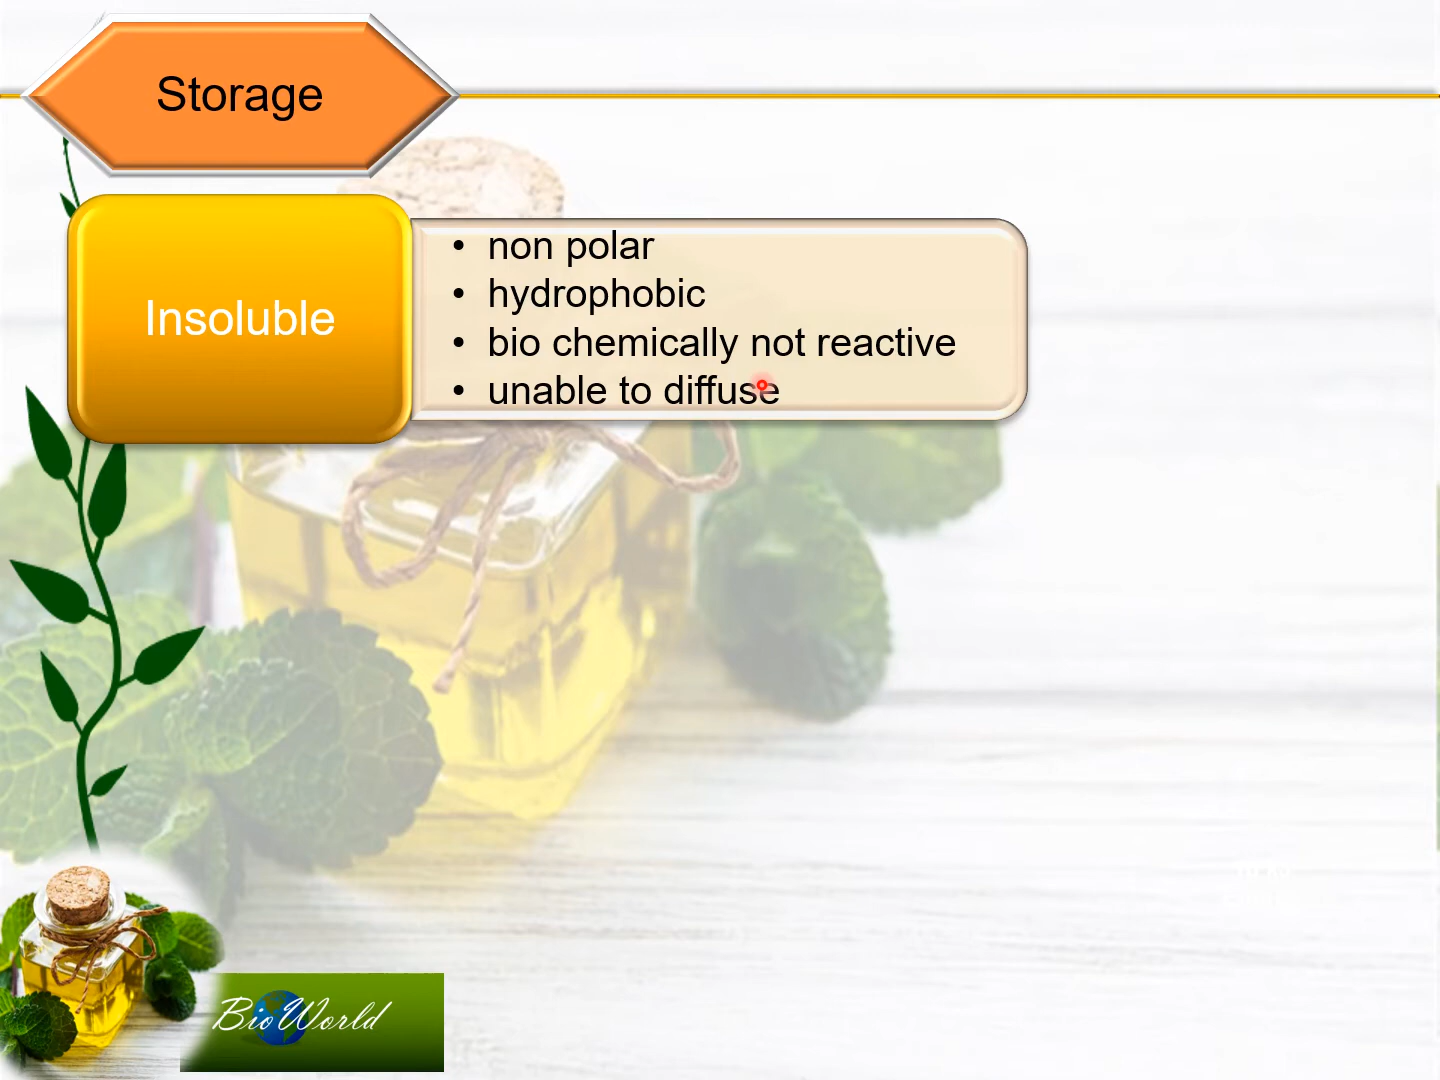 Storage
Insoluble
• non polar
• hydrophobic
• bio chemically not reactive
• unable to diffuse
BioWorld